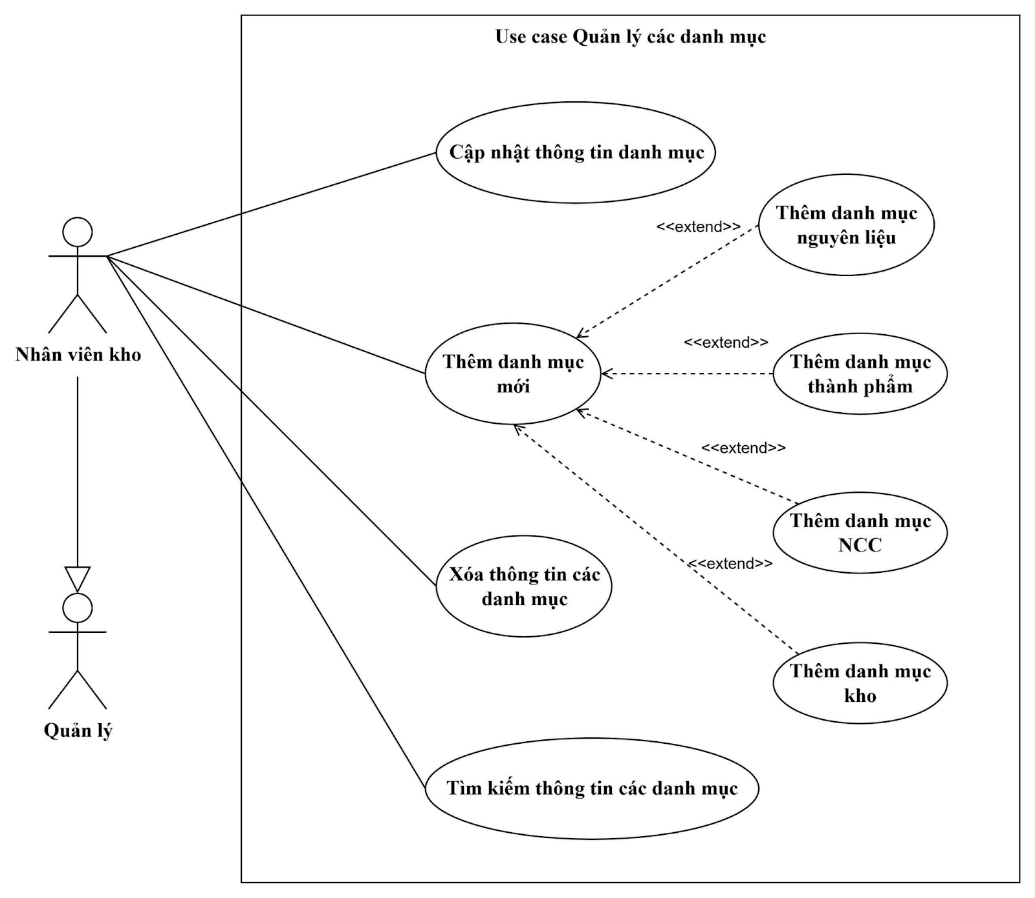 Use case Quản lý các danh mục
Cập nhật thông tin danh mục
Thêm danh mục
nguyên liệu
<<extend>>
Nhân viên kho
Thêm danh mục
mới
<<extend>>
Thêm danh mục
thành phẩm
<<extend>>
Thêm danh mục
NCC
Xóa thông tin các
danh mục
<<extend>>
Thêm danh mục
kho
Quản lý
Tìm kiếm thông tin các danh mục